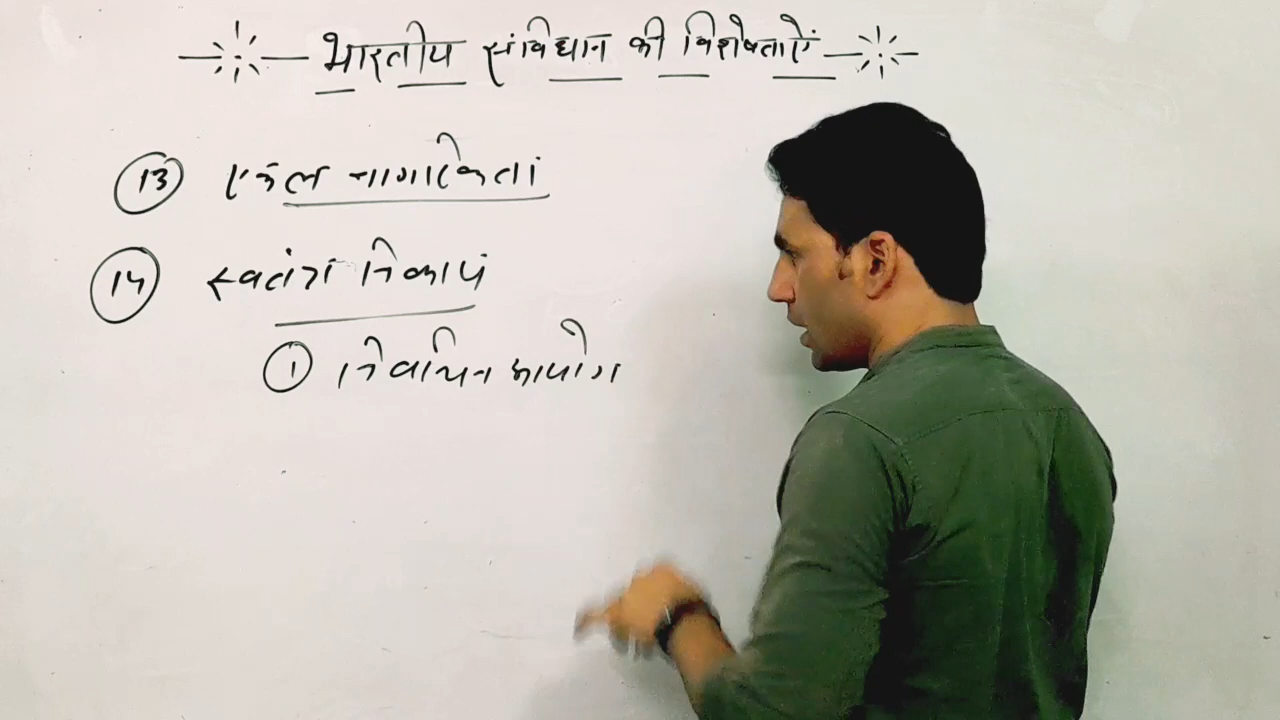 भारतीय संविधान की विशेषताऐं
13 एकल नागरिकता
14 स्वतंत्र निकाय
1 निर्वाचन आयोग